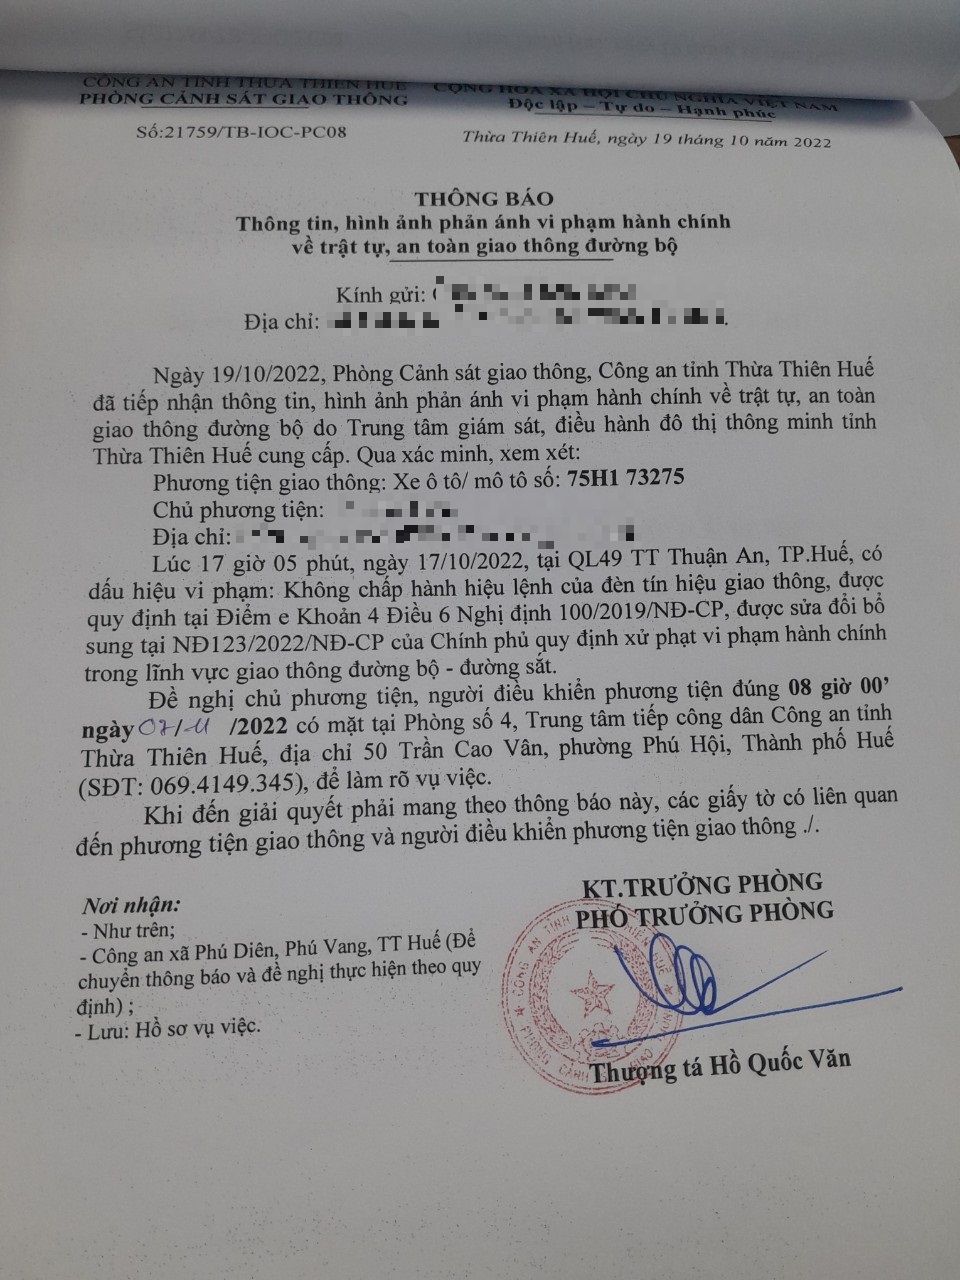 CÔNG AN TỈNH THỪA THIÊN HUẾ
PHÒNG CẢNH SÁT GIAO THÔNG
CỘNG HÒA XÃ HỘI CHỦ NGHĨA VIỆT NAM
Độc lập – Tự do – Hạnh phúc
Số:21759/TB-IOC-PC08
Thừa Thiên Huế, ngày 19 tháng 10 năm 2022
THÔNG BÁO
Thông tin, hình ảnh phản ánh vi phạm hành chính
về trật tự, an toàn giao thông đường bộ
Kính gửi:
Địa chỉ:
Ngày 19/10/2022, Phòng Cảnh sát giao thông, Công an tỉnh Thừa Thiên Huế
đã tiếp nhận thông tin, hình ảnh phản ánh vi phạm hành chính về trật tự, an toàn
giao thông đường bộ do Trung tâm giám sát, điều hành đô thị thông minh tỉnh
Thừa Thiên Huế cung cấp. Qua xác minh, xem xét:
Phương tiện giao thông: Xe ô tô/ mô tô số: 75H1 73275
Chủ phương tiện:
Địa chỉ:
Lúc 17 giờ 05 phút, ngày 17/10/2022, tại QL49 TT Thuận An, TP.Huế, có
dấu hiệu vi phạm: Không chấp hành hiệu lệnh của đèn tín hiệu giao thông, được
quy định tại Điểm e Khoản 4 Điều 6 Nghị định 100/2019/NĐ-CP, được sửa đổi bổ
sung tại NĐ123/2022/NĐ-CP của Chính phủ quy định xử phạt vi phạm hành chính
trong lĩnh vực giao thông đường bộ - đường sắt.
Đề nghị chủ phương tiện, người điều khiển phương tiện đúng 08 giờ 00’
ngày 07/11 /2022 có mặt tại Phòng số 4, Trung tâm tiếp công dân Công an tỉnh
Thừa Thiên Huế, địa chỉ 50 Trần Cao Vân, phường Phú Hội, Thành phố Huế
(SĐT: 069.4149.345), để làm rõ vụ việc.
Khi đến giải quyết phải mang theo thông báo này, các giấy tờ có liên quan
đến phương tiện giao thông và người điều khiển phương tiện giao thông ./.
Nơi nhận:
- Như trên;
- Công an xã Phú Diên, Phú Vang, TT Huế (Để
chuyển thông báo và đề nghị thực hiện theo quy
định) ;
- Lưu: Hồ sơ vụ việc.
KT.TRƯỞNG PHÒNG
PHÓ TRƯỞNG PHÒNG
Thượng tá Hồ Quốc Văn